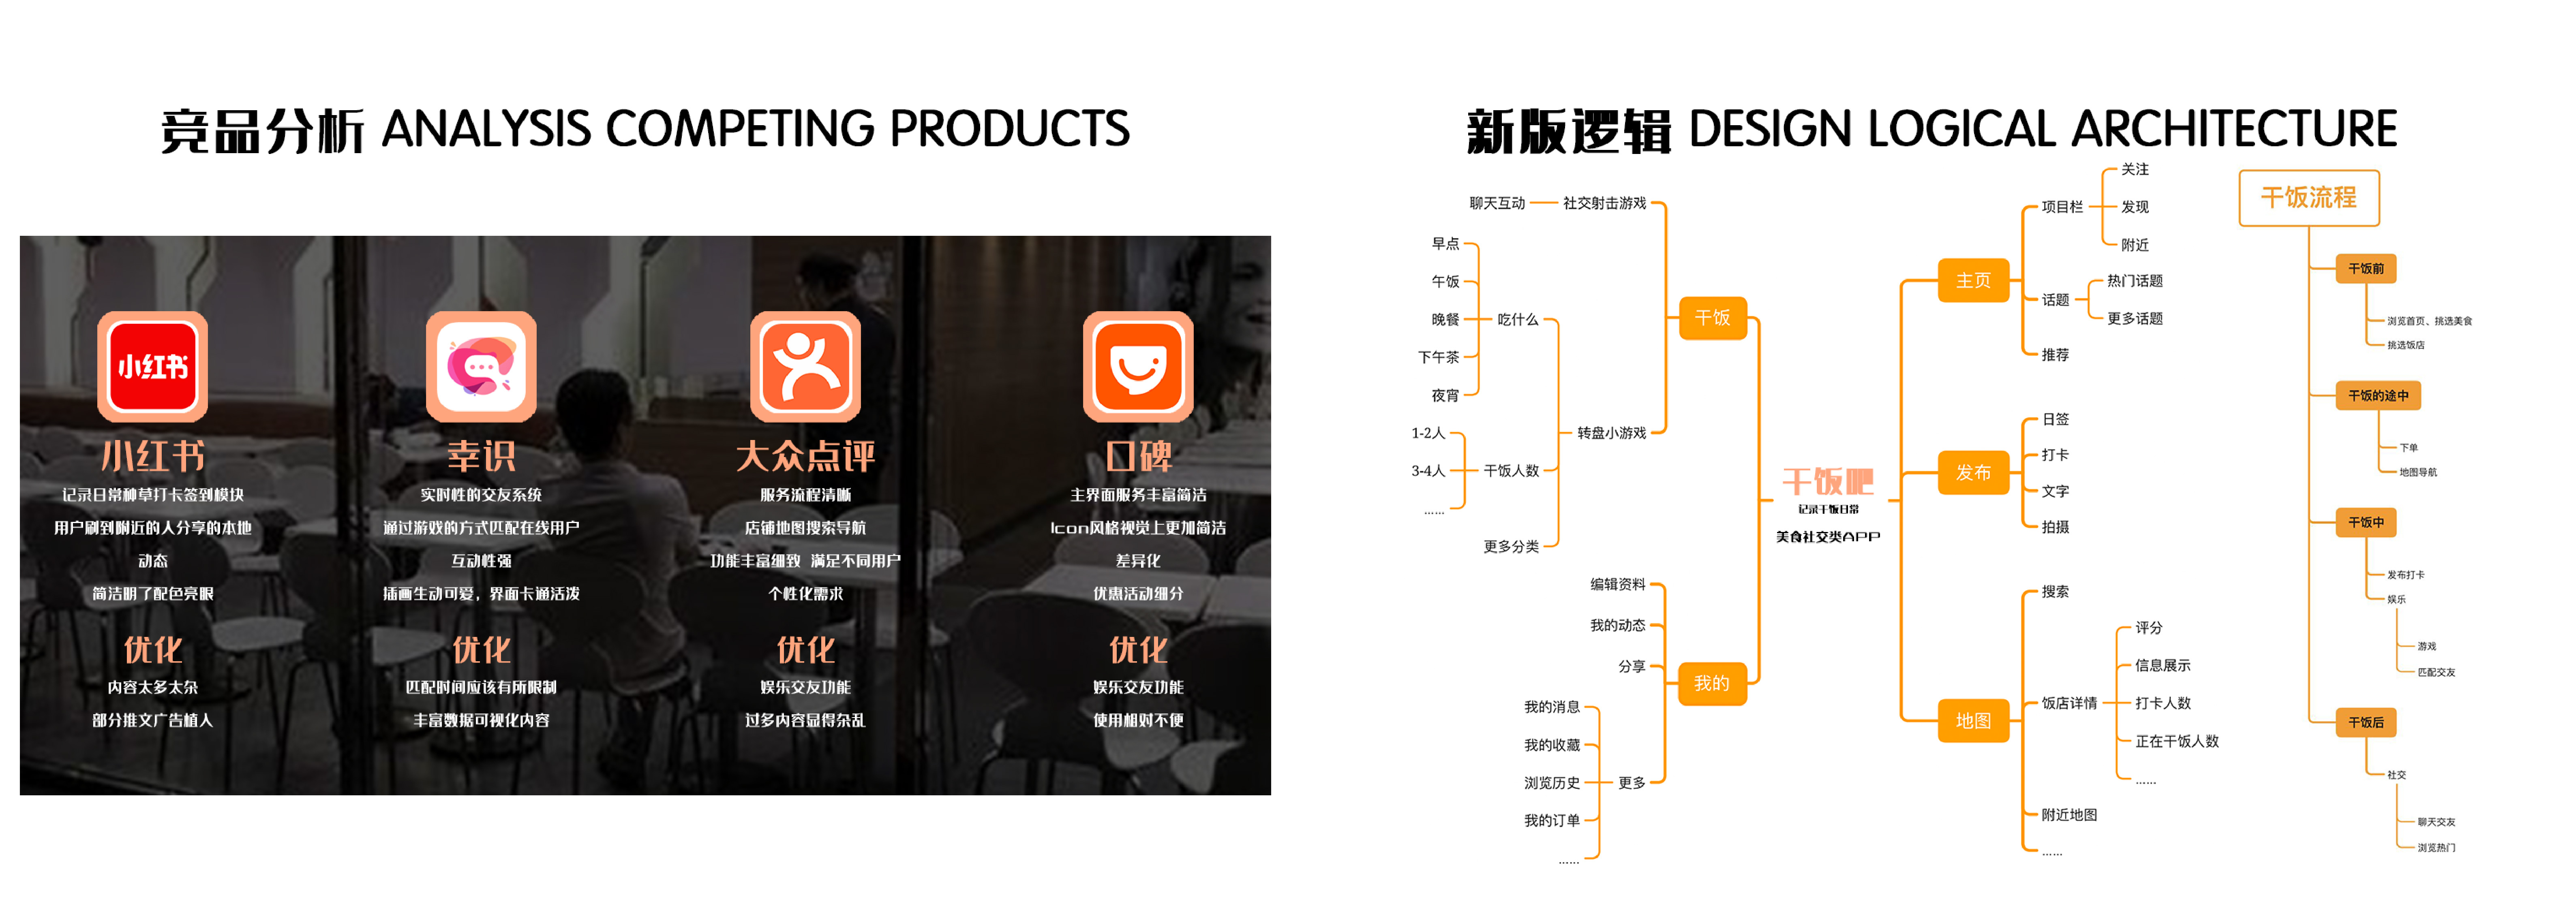 竞品分析 ANALYSIS COMPETING PRODUCTS
小红书
小红书
记录日常种草打卡签到模块
用户刷到附近的人分享的本地
动态
简洁明了配色亮眼
优化
内容太多太杂
部分推文广告植人
幸识
实时性的交友系统
通过游戏的方式匹配在线用户
互动性强
插画生动可爱，界面卡通活泼
优化
匹配时间应该有所限制
丰富数据可视化内容
大众点评
服务流程清晰
店铺地图搜索导航
功能丰富细致 满足不同用户
个性化需求
优化
娱乐交友功能
过多内容显得杂乱
口碑
主界面服务丰富简洁
Icon风格视觉上更加简洁
差异化
优惠活动细分
优化
娱乐交友功能
使用相对不便
新版逻辑 DESIGN LOGICAL ARCHITECTURE
干饭吧
记录干饭日常
美食社交类APP
干饭
社交射击游戏
聊天互动
转盘小游戏
吃什么
早点
午饭
晚餐
下午茶
夜宵
干饭人数
1-2人
3-4人
......
更多分类
我的
编辑资料
我的动态
分享
更多
我的消息
我的收藏
浏览历史
我的订单
......
主页
项目栏
关注
发现
附近
话题
热门话题
更多话题
推荐
发布
日签
打卡
文字
拍摄
地图
搜索
饭店详情
评分
信息展示
打卡人数
正在干饭人数
......
附近地图
......
干饭流程
干饭前
浏览首页、挑选美食
挑选饭店
干饭的途中
下单
地图导航
干饭中
发布打卡
娱乐
游戏
匹配交友
干饭后
社交
聊天交友
浏览热门